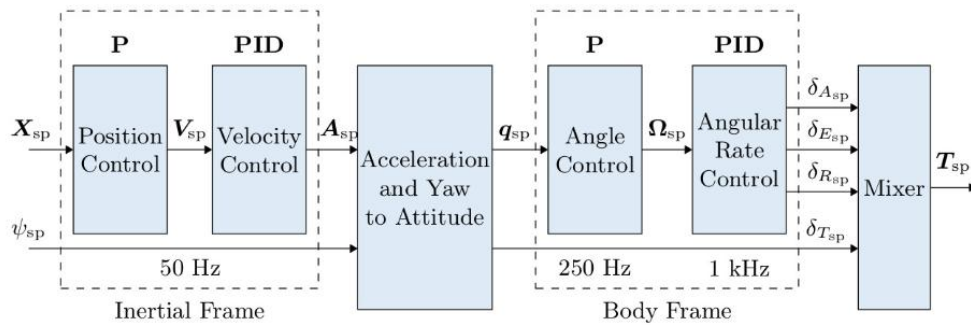 P
PID
P
PID
X_sp
Position
Control
V_sp
Velocity
Control
A_sp
Acceleration
and Yaw
to Attitude
q_sp
Angle
Control
Ω_sp
Angular
Rate
Control
δ_A_sp
δ_E_sp
δ_R_sp
δ_T_sp
Mixer
T_sp
ψ_sp
50 Hz
250 Hz
1 kHz
Inertial Frame
Body Frame